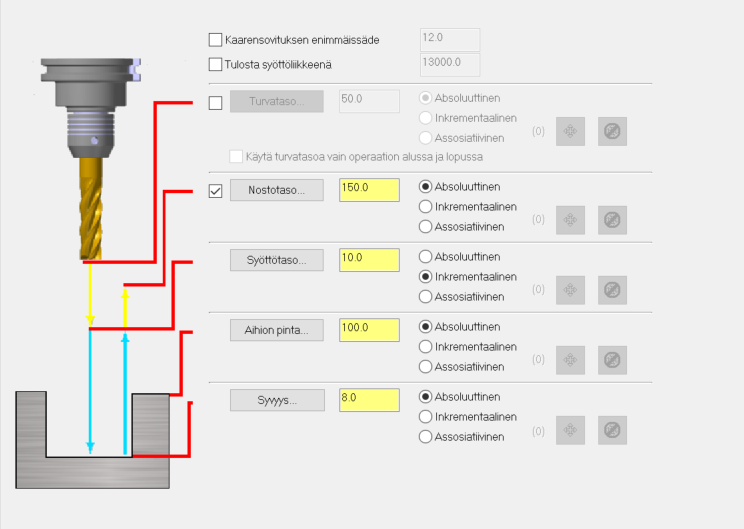 Kaarensovituksen enimmäissäde 12.0
Tulosta syöttöliikkeenä 13000.0
Turvataso... 50.0 Absoluuttinen
Inkrementaalinen
Assosiatiivinen (0)
Käytä turvatasoa vain operaation alussa ja lopussa
Nostotaso... 150.0 Absoluuttinen
Inkrementaalinen
Assosiatiivinen (0)
Syöttötaso... 10.0 Absoluuttinen
Inkrementaalinen
Assosiatiivinen (0)
Aihion pinta... 100.0 Absoluuttinen
Inkrementaalinen
Assosiatiivinen (0)
Syvyys... 8.0 Absoluuttinen
Inkrementaalinen
Assosiatiivinen (0)